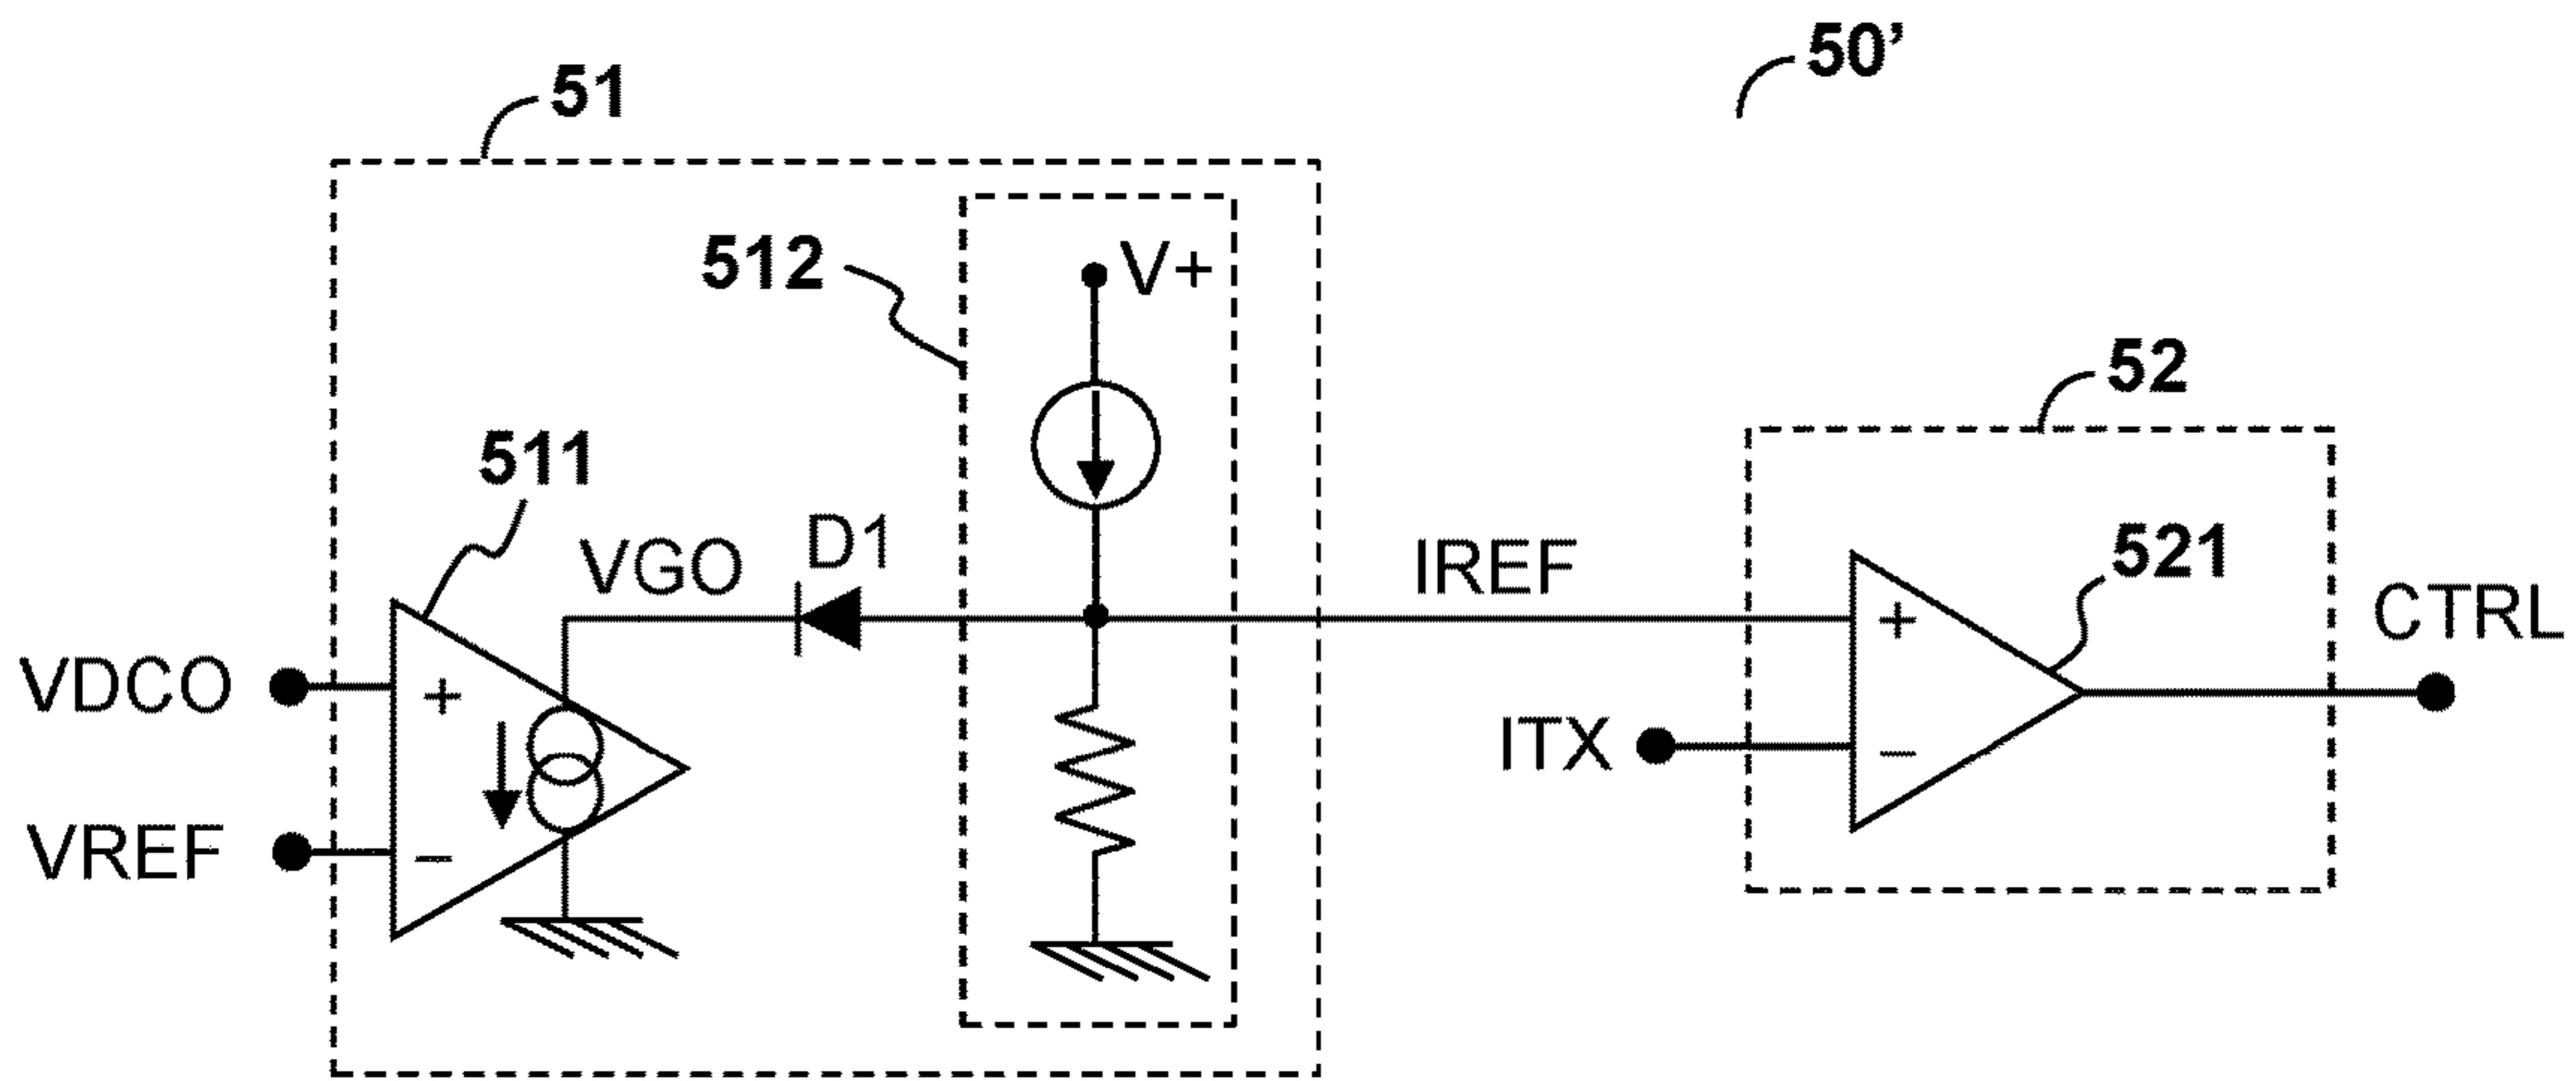 50’
51
512
V+
52
511
VGO
D1
IREF
521
CTRL
VDCO
+
+
ITX
−
VREF
−